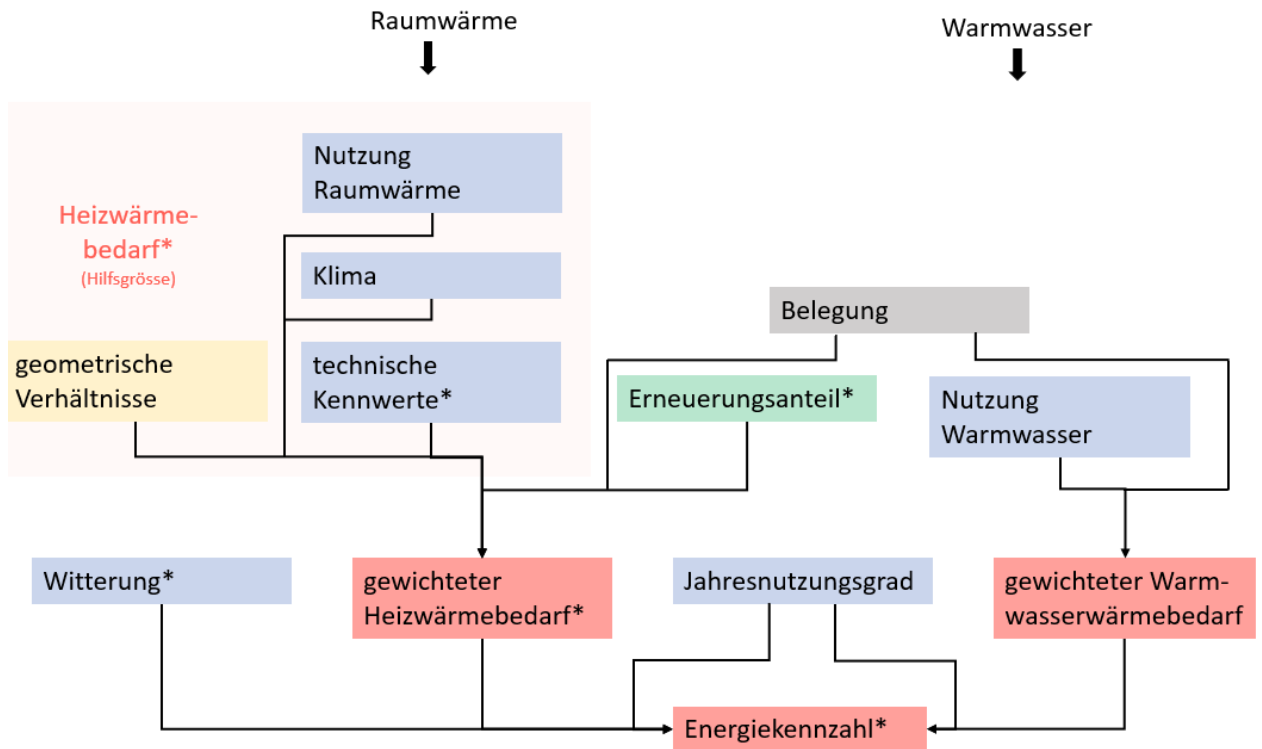 Raumwärme
Warmwasser
Nutzung
Raumwärme
Heizwärme-
bedarf*
(Hilfsgrösse)
Klima
Belegung
geometrische
Verhältnisse
technische
Kennwerte*
Erneuerungsanteil*
Nutzung
Warmwasser
Witterung*
gewichteter
Heizwärmebedarf*
Jahresnutzungsgrad
gewichteter Warm-
wasserwärmebedarf
Energiekennzahl*